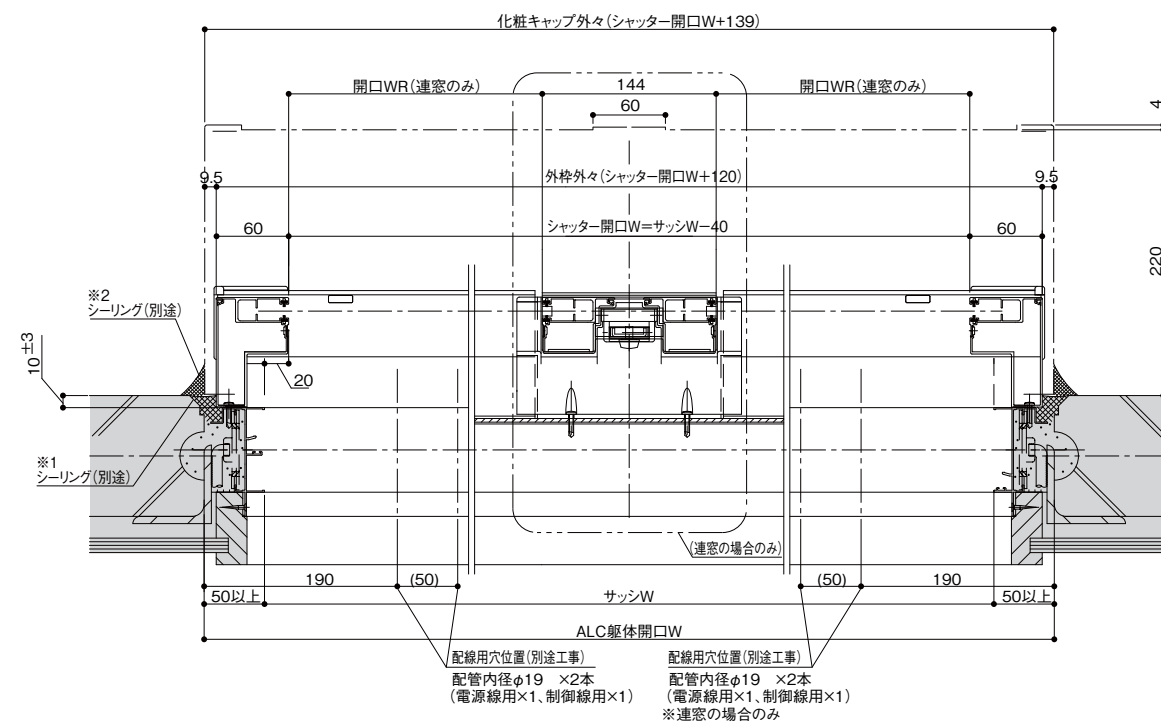 化粧キャップ外々(シャッター開口W+139)
開口WR(連窓のみ)
144
開口WR(連窓のみ)
60
4
9.5
外枠外々(シャッター開口W+120)
9.5
60
シャッター開口W=サッシW−40
60
220
※2
シーリング(別途)
10±3
20
※1
シーリング(別途)
(連窓の場合のみ)
190
(50)
(50)
190
50以上
サッシW
50以上
ALC躯体開口W
配線用穴位置(別途工事)
配管内径φ19 ×2本
(電源線用×1、制御線用×1)
配線用穴位置(別途工事)
配管内径φ19 ×2本
(電源線用×1、制御線用×1)
※連窓の場合のみ